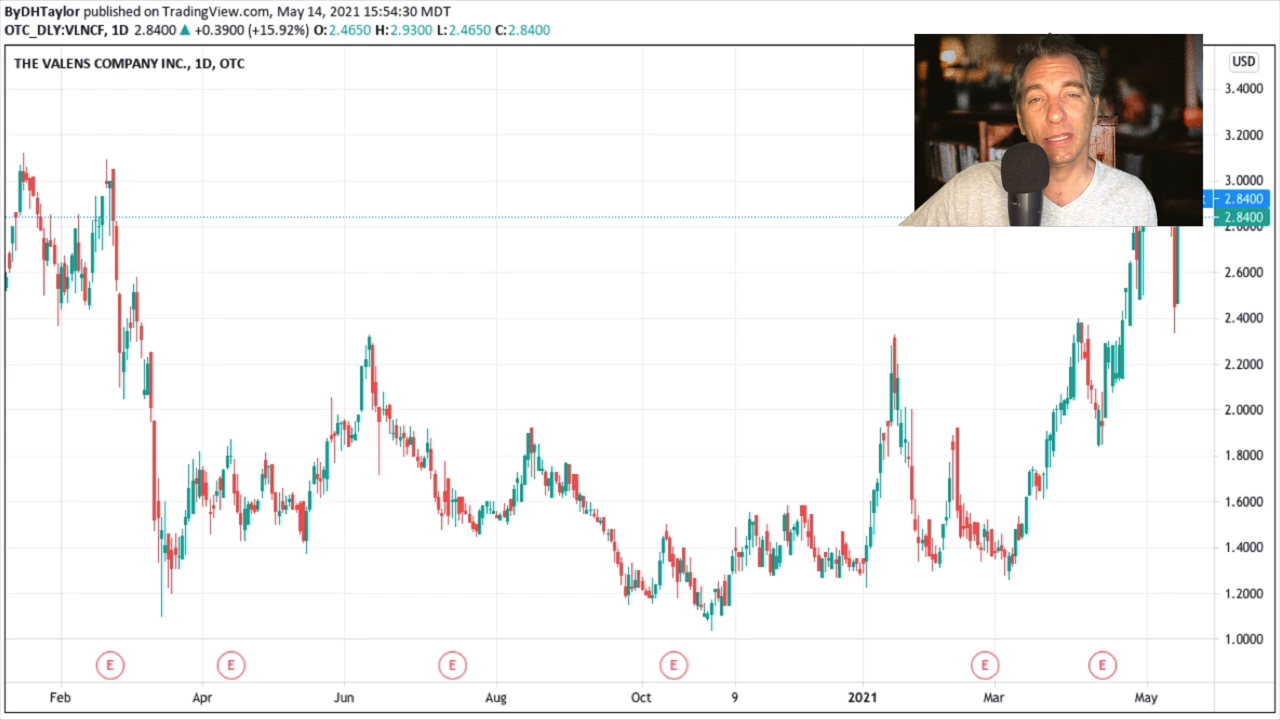 ByDHTaylor published on TradingView.com, May 14, 2021 15:54:30 MDT
OTC_DLY:VLNCF, 1D 2.8400 ▲ +0.3900 (+15.92%) O: 2.4650 H: 2.9300 L: 2.4650 C: 2.8400
THE VALENS COMPANY INC., 1D, OTC
USD
3.4000
3.2000
3.0000
2.8400
2.8400
2.6000
2.4000
2.2000
2.0000
1.8000
1.6000
1.4000
1.2000
1.0000
E E E E E E
Feb Apr Jun Aug Oct 9 2021 Mar May